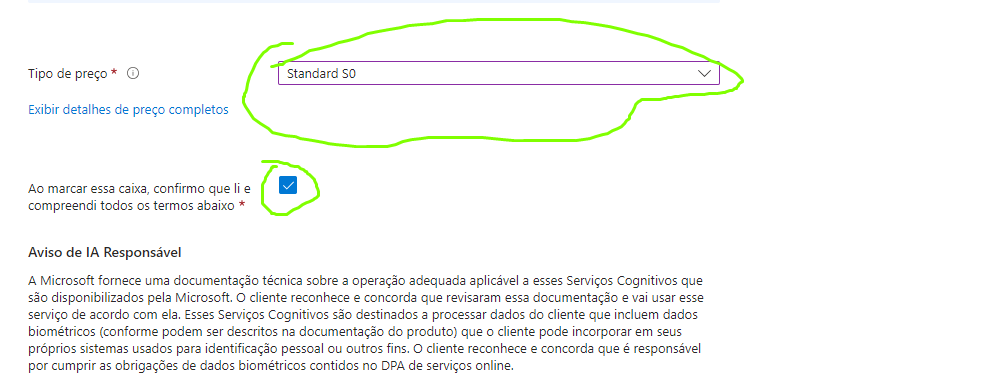 Tipo de preço *
Standard S0
Exibir detalhes de preço completos
Ao marcar essa caixa, confirmo que li e
compreendi todos os termos abaixo *
Aviso de IA Responsável
A Microsoft fornece uma documentação técnica sobre a operação adequada aplicável a esses Serviços Cognitivos que
são disponibilizados pela Microsoft. O cliente reconhece e concorda que revisaram essa documentação e vai usar esse
serviço de acordo com ela. Esses Serviços Cognitivos são destinados a processar dados do cliente que incluem dados
biométricos (conforme podem ser descritos na documentação do produto) que o cliente pode incorporar em seus
próprios sistemas usados para identificação pessoal ou outros fins. O cliente reconhece e concorda que é responsável
por cumprir as obrigações de dados biométricos contidos no DPA de serviços online.